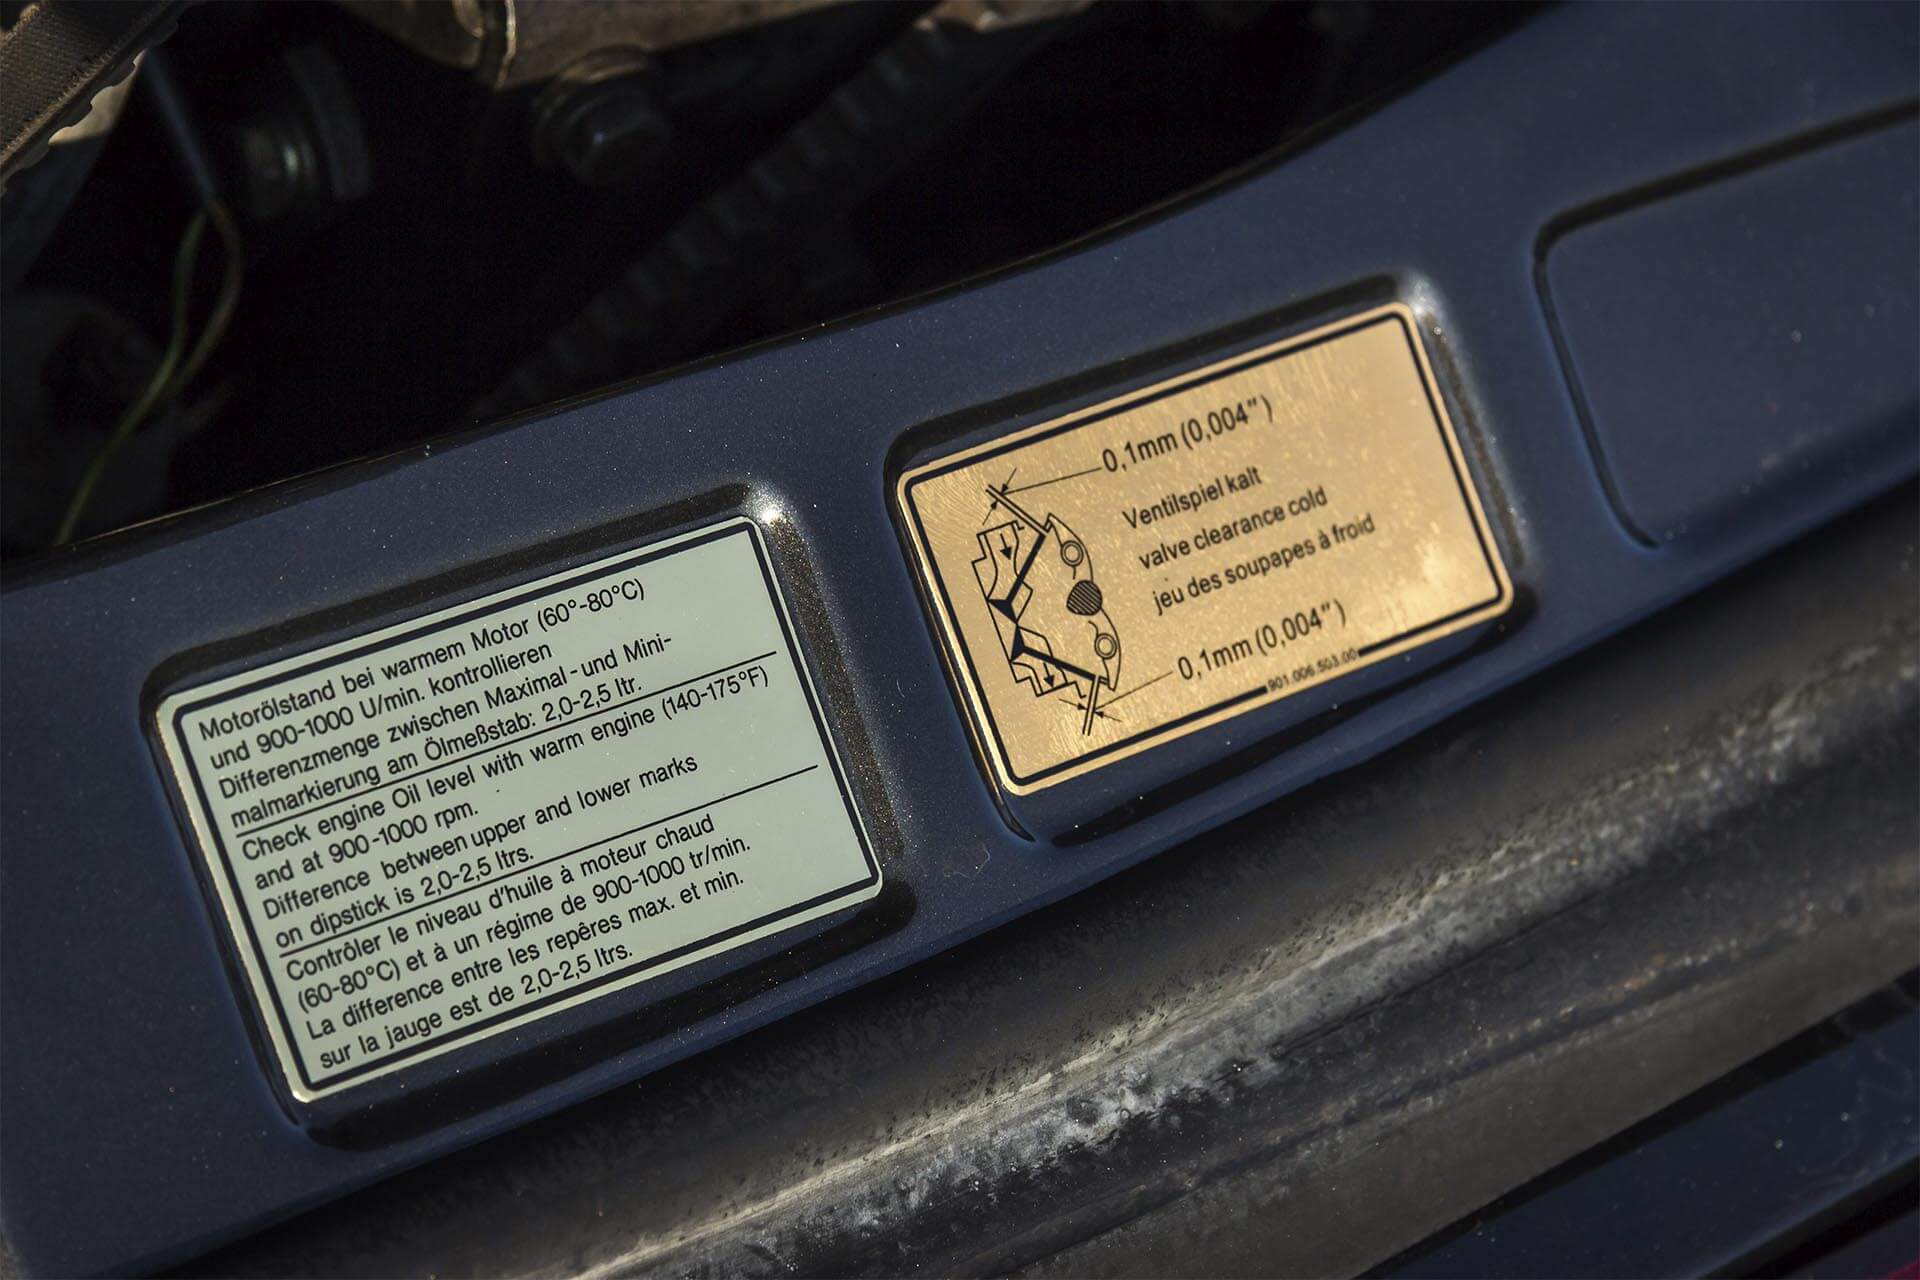 Motorölstand bei warmem Motor (60°-80°C)
und 900-1000 U/min. kontrollieren
Differenzmenge zwischen Maximal-und Mini-
malmarkierung am Ölmeßstab: 2,0-2,5 ltr.
Check engine Oil level with warm engine (140-175°F)
and at 900-1000 rpm.
Difference between upper and lower marks
on dipstick is 2,0-2,5 ltrs.
Contrôler le niveau d'huile à moteur chaud
(60-80°C) et à un régime de 900-1000 tr/min.
La difference entre les repères max. et min.
sur la jauge est de 2,0-2,5 ltrs.
0,1mm (0,004")
Ventilspiel kalt
valve clearance cold
jeu des soupapes à froid
0,1mm (0,004")
901.006.503.00